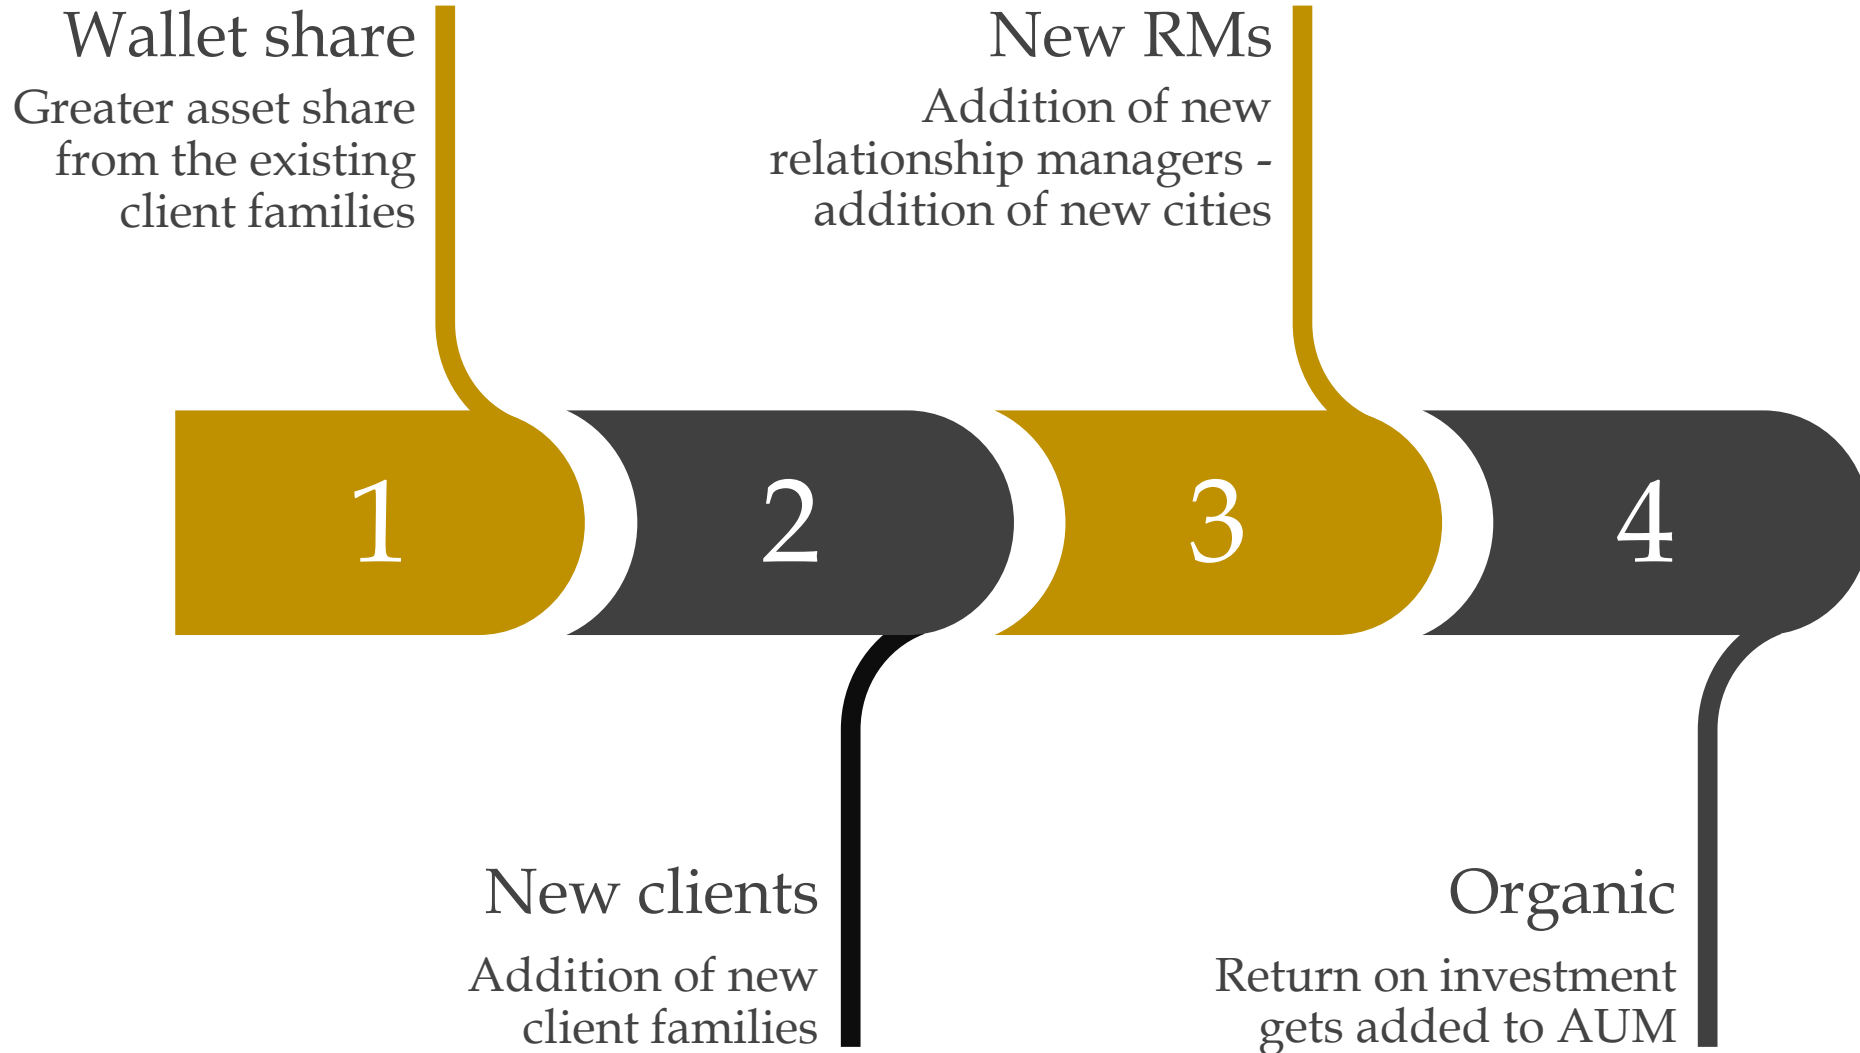 Wallet share
Greater asset share
from the existing
client families
New RMs
Addition of new
relationship managers -
addition of new cities
1
2
3
4
New clients
Addition of new
client families
Organic
Return on investment
gets added to AUM